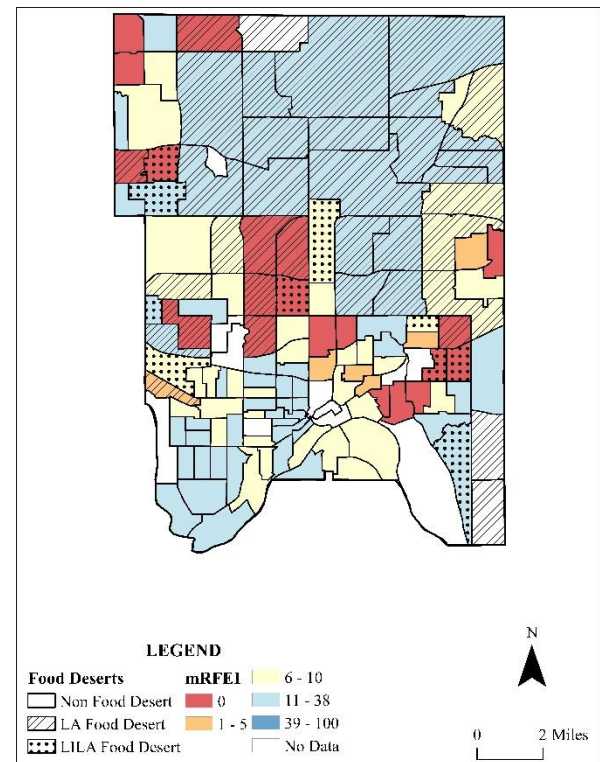 LEGEND
Food Deserts
Non Food Desert
LA Food Desert
LILA Food Desert
mRFE1
0
1 - 5
6 - 10
11 - 38
39 - 100
No Data
N
0 2 Miles